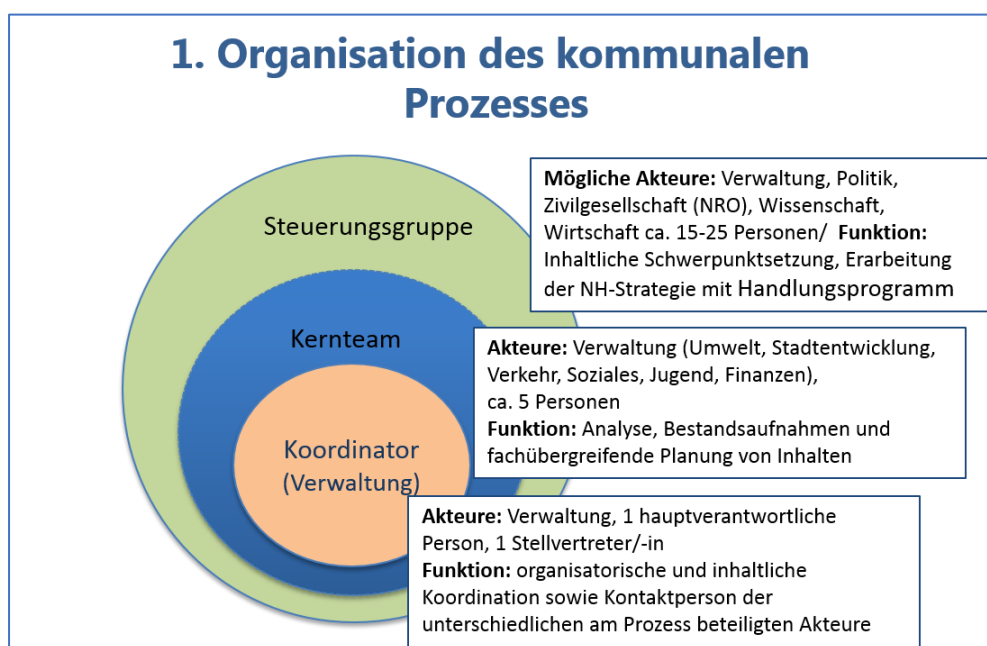 1. Organisation des kommunalen
Prozesses
Steuerungsgruppe
Mögliche Akteure: Verwaltung, Politik,
Zivilgesellschaft (NRO), Wissenschaft,
Wirtschaft ca. 15-25 Personen/ Funktion:
Inhaltliche Schwerpunktsetzung, Erarbeitung
der NH-Strategie mit Handlungsprogramm
Kernteam
Akteure: Verwaltung (Umwelt, Stadtentwicklung,
Verkehr, Soziales, Jugend, Finanzen),
ca. 5 Personen
Funktion: Analyse, Bestandsaufnahmen und
fachübergreifende Planung von Inhalten
Koordinator
(Verwaltung)
Akteure: Verwaltung, 1 hauptverantwortliche
Person, 1 Stellvertreter/-in
Funktion: organisatorische und inhaltliche
Koordination sowie Kontaktperson der
unterschiedlichen am Prozess beteiligten Akteure